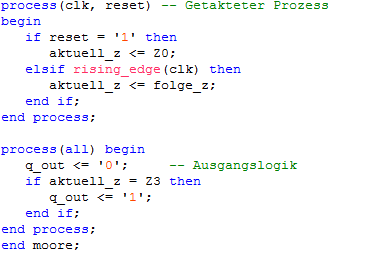 process(clk, reset) -- Getakteter Prozess
begin
   if reset = '1' then
      aktuell_z <= Z0;
   elsif rising_edge(clk) then
      aktuell_z <= folge_z;
   end if;
end process;

process(all) begin
   q_out <= '0';     -- Ausgangslogik
   if aktuell_z = Z3 then
      q_out <= '1';
   end if;
end process;
end moore;